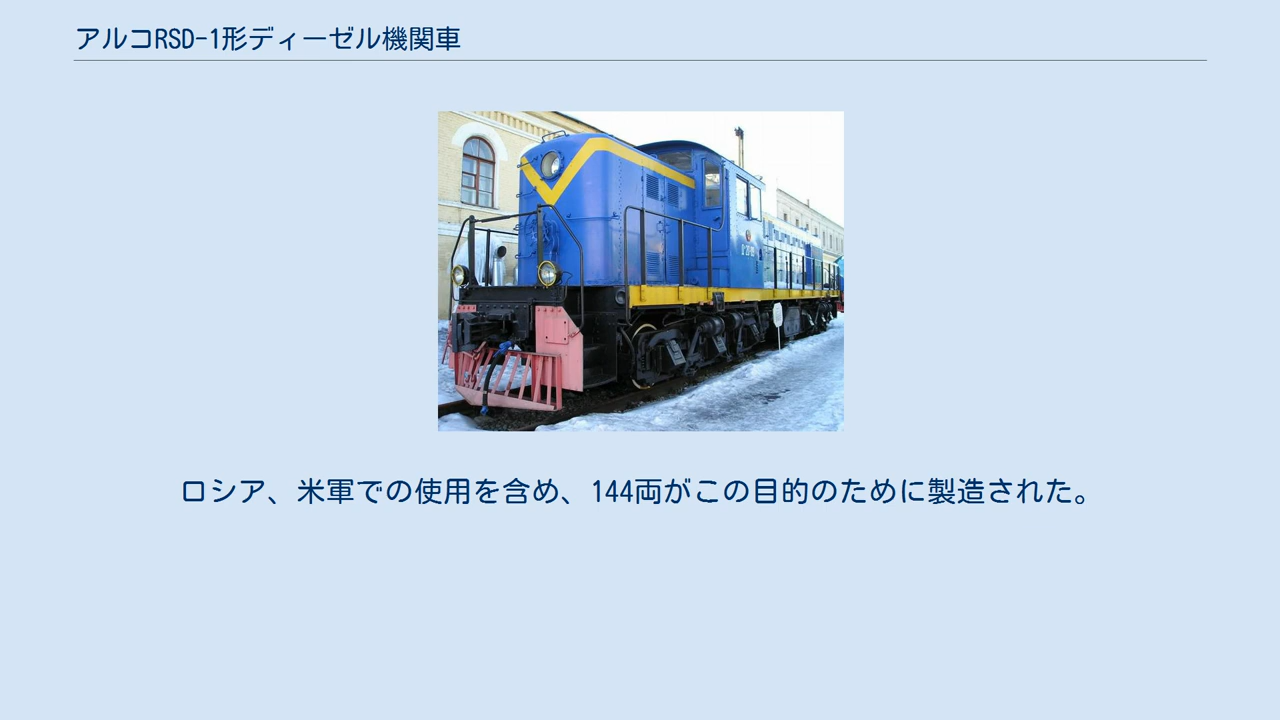 アルコRSD-1形ディーゼル機関車
ロシア、米軍での使用を含め、144両がこの目的のために製造された。